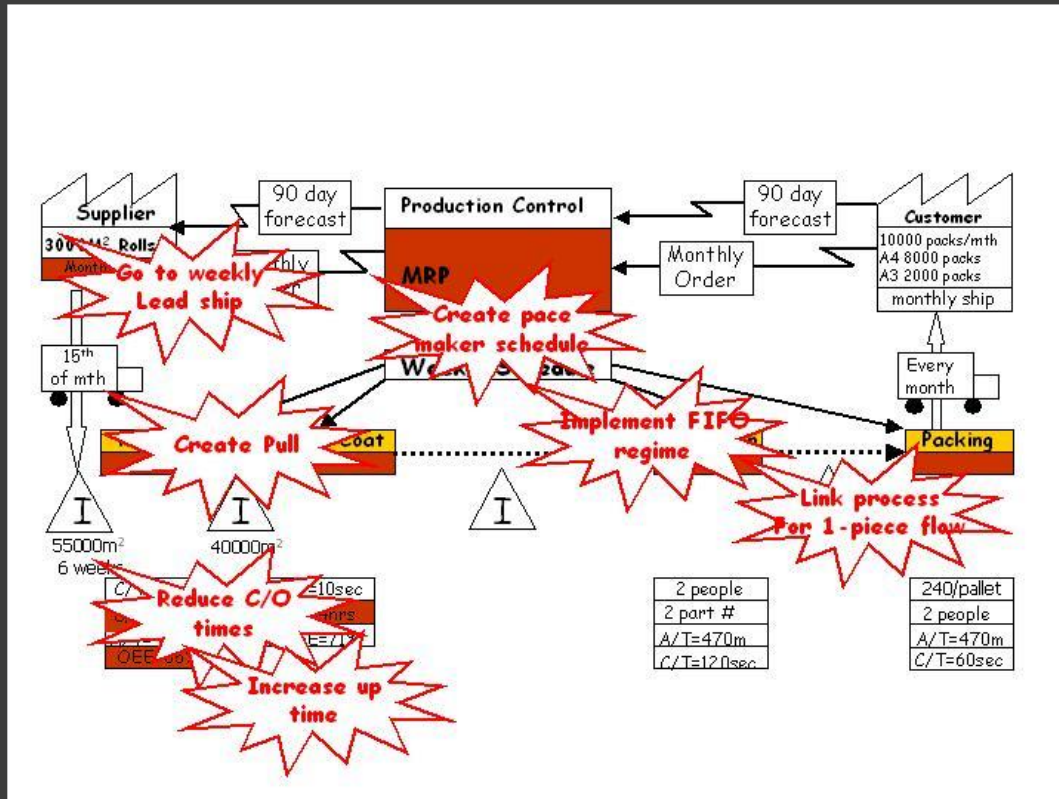 Supplier
90 day
forecast
Production Control
90 day
forecast
Customer
Rolls
10000 packs/mth
A4 8000 packs
A3 2000 packs
monthly ship
Go to weekly
Lead ship
MRP
Monthly
Order
Create pace
maker schedule
15th
of mth
Every
month
Create Pull
Coat
Implement FIFO
regime
Packing
I
I
I
Link process
For 1-piece flow
55000m²
6 weeks
40000m²
Reduce C/O
times
=10sec
2 people
2 part #
A/T=470m
C/T=120sec
240/pallet
2 people
A/T=470m
C/T=60sec
OEE
Increase up
time